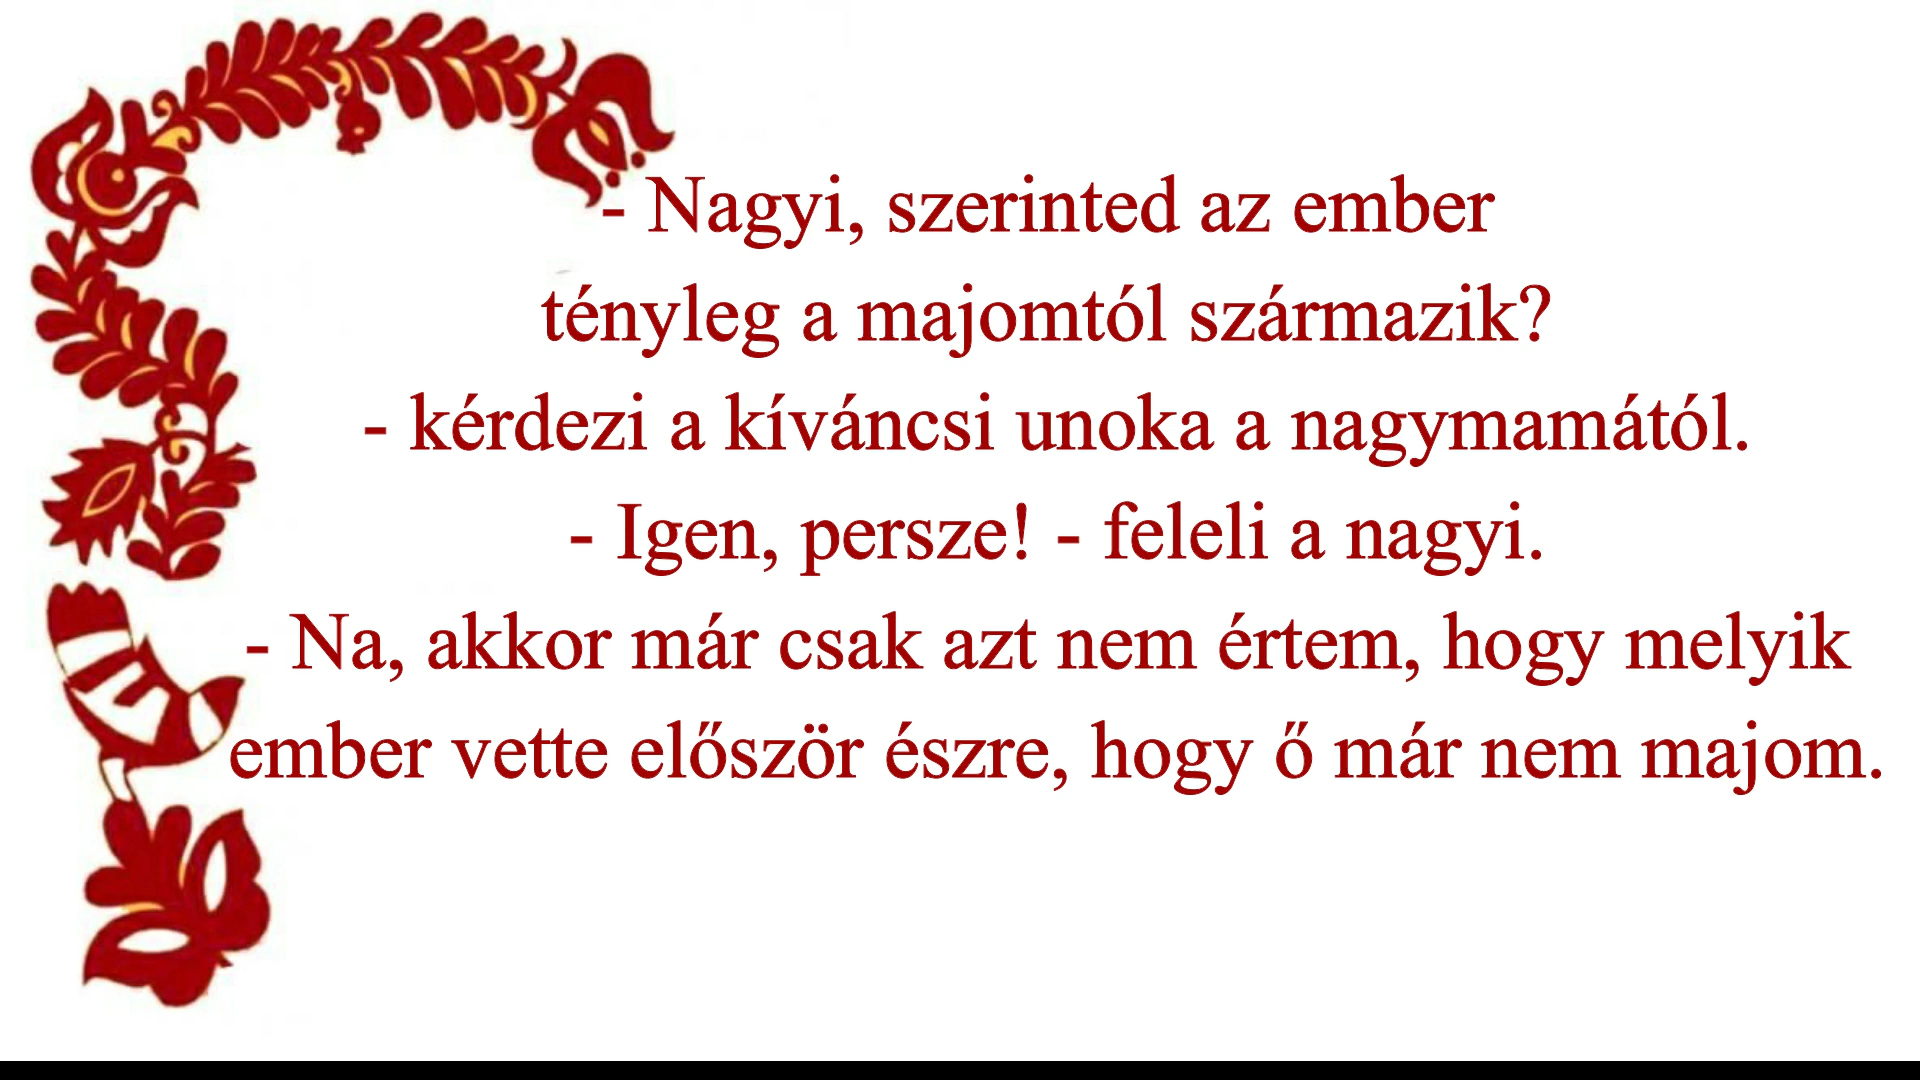 - Nagyi, szerinted az ember
tényleg a majomtól származik?
- kérdezi a kíváncsi unoka a nagymamától.
- Igen, persze! - feleli a nagyi.
- Na, akkor már csak azt nem értem, hogy melyik
ember vette először észre, hogy ő már nem majom.